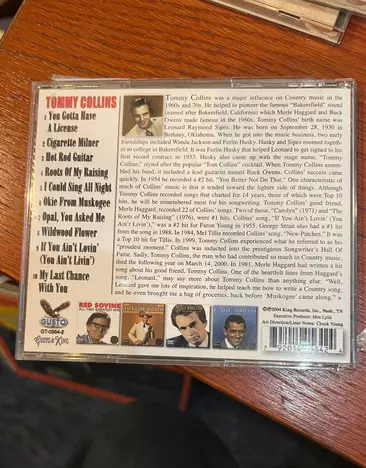 TOMMY COLLINS
1 You Gotta Have
A License
2 Cigarette Milner
3 Hot Rod Guitar
4 Roots Of My Raising
5 I Could Sing All Night
6 Okie From Muskogee
7 Opal, You Asked Me
8 Wildwood Flower
9 If You Ain't Lovin'
(You Ain't Livin')
10 My Last Chance
With You
Tommy Collins was a major influence on Country music in the
1960s and 70s. He helped to pioneer the famous "Bakersfield" sound
(named after Bakersfield, California) which Merle Haggard and Buck
Owens made famous in the 1960s. Tommy Collins' birth name was
Leonard Raymond Sipes. He was born on September 28, 1930 in
Bethany, Oklahoma. When he got into the music business, two early
friendships included Wanda Jackson and Ferlin Husky. Husky and Sipes roomed togeth-
er in college in Bakersfield. It was Ferlin Husky that helped Leonard to get signed to his
first record contract in 1953. Husky also came up with the stage name, "Tommy
Collins," styled after the popular "Tom Collins" cocktail. When Tommy Collins assem-
bled his band, it included a lead guitarist named Buck Owens. Collins' success came
quickly. In 1954 he recorded a #2 hit, "You Better Not Do That." One characteristic of
much of Collins' music is that it tended toward the lighter side of things. Although
Tommy Collins recorded songs that charted for 14 years, three of which were Top 10
hits, he will be remembered most for his songwriting. Tommy Collins' good friend,
Merle Haggard, recorded 22 of Collins' songs. Two of them, "Carolyn" (1971) and "The
Roots of My Raising" (1976), were #1 hits. Collins' song, "If You Ain't Lovin' (You
Ain't Livin')," was a #2 hit for Faron Young in 1955. George Strait also had a #1 hit
from the song in 1988. In 1984, Mel Tillis recorded Collins' song, "New Patches." It was
a Top 10 hit for Tillis. In 1999, Tommy Collins experienced what he referred to as his
"proudest moment." Collins was inducted into the prestigious Songwriter's Hall Of
Fame. Sadly, Tommy Collins, the man who had contributed so much to Country music,
died the following year on March 14, 2000. In 1981, Merle Haggard had written a hit
song about his good friend, Tommy Collins. One of the heartfelt lines from Haggard's
song, "Leonard," may say more about Tommy Collins than anything else: "Well,
Leonard gave me lots of inspiration, he helped teach me how to write a Country song,
and he even brought me a bag of groceries, back before "Muskogee' came along."
GUSTO
GT-0564-2
Gusto & King
RED SOVINE
©2004 King Records, Inc., Nash., TN
Executive Producer: Moe Lytle
Art Direction/Liner Notes: Chuck Young